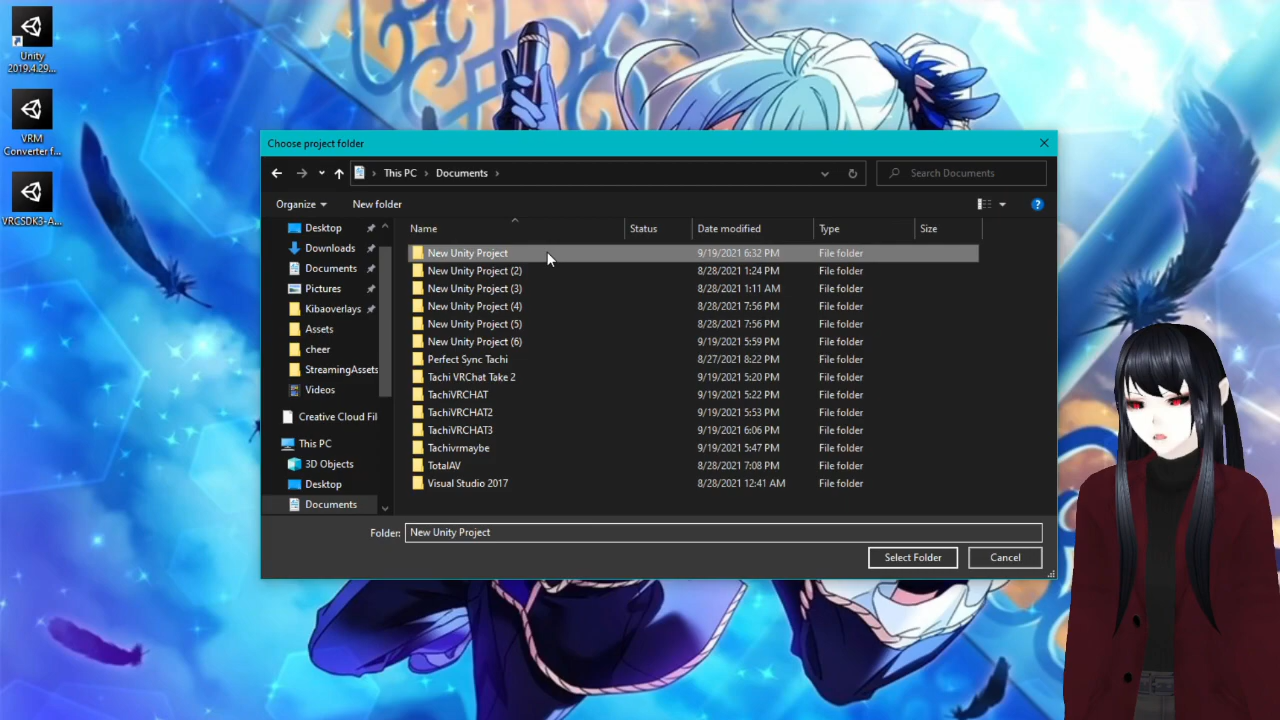 Unity
2019.4.29...
VRM
Converter f...
VRCSDK3-A...
Choose project folder
This PC > Documents >
Search Documents
Organize
New folder
Name Status Date modified Type Size
Desktop
Downloads
Documents
Pictures
Kibaoverlays
Assets
cheer
StreamingAssets
Videos
Creative Cloud Fil
This PC
3D Objects
Desktop
Documents
New Unity Project 9/19/2021 6:32 PM File folder
New Unity Project (2) 8/28/2021 1:24 PM File folder
New Unity Project (3) 8/28/2021 1:11 AM File folder
New Unity Project (4) 8/28/2021 7:56 PM File folder
New Unity Project (5) 8/28/2021 7:56 PM File folder
New Unity Project (6) 9/19/2021 5:59 PM File folder
Perfect Sync Tachi 8/27/2021 8:22 PM File folder
Tachi VRChat Take 2 9/19/2021 5:20 PM File folder
TachiVRCHAT 9/19/2021 5:22 PM File folder
TachiVRCHAT2 9/19/2021 5:53 PM File folder
TachiVRCHAT3 9/19/2021 6:06 PM File folder
Tachivrmaybe 9/19/2021 5:47 PM File folder
TotalAV 8/28/2021 7:08 PM File folder
Visual Studio 2017 8/28/2021 12:41 AM File folder
Folder: New Unity Project
Select Folder
Cancel